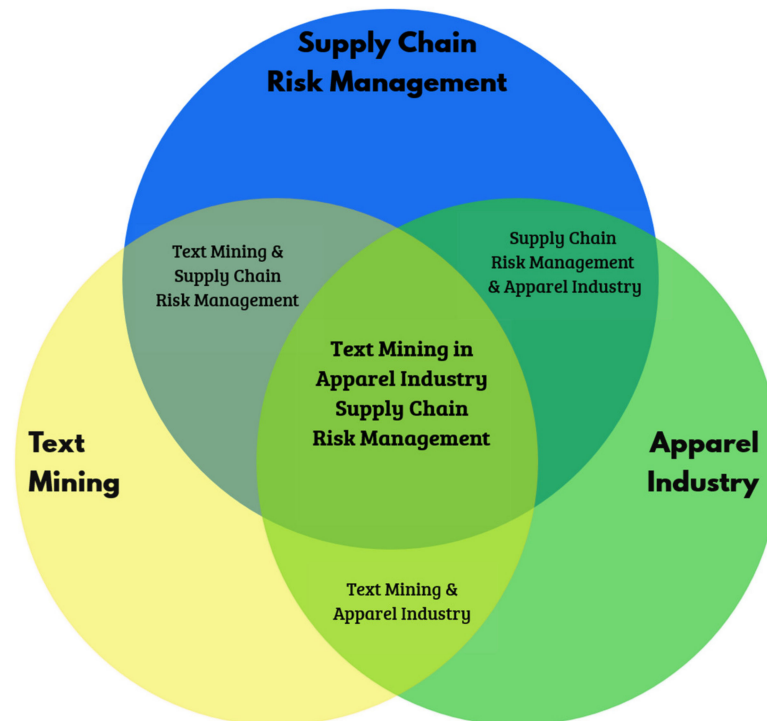 Supply Chain
Risk Management
Text Mining &
Supply Chain
Risk Management
Supply Chain
Risk Management
& Apparel Industry
Text Mining in
Apparel Industry
Supply Chain
Risk Management
Text
Mining
Apparel
Industry
Text Mining &
Apparel Industry